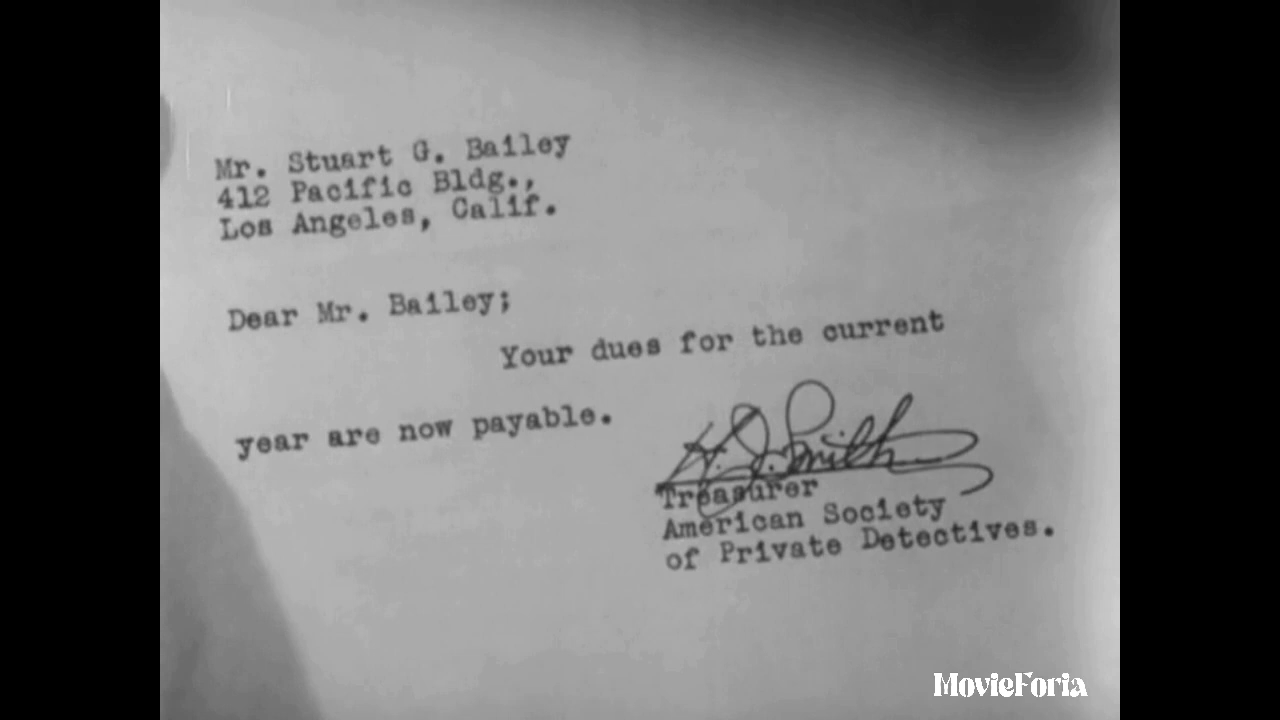 Mr. Stuart G. Bailey
412 Pacific Bldg.,
Los Angeles, Calif.
Dear Mr. Bailey;
Your dues for the current
year are now payable.
H. J. Smith
Treasurer
American Society
of Private Detectives.
MovieForia